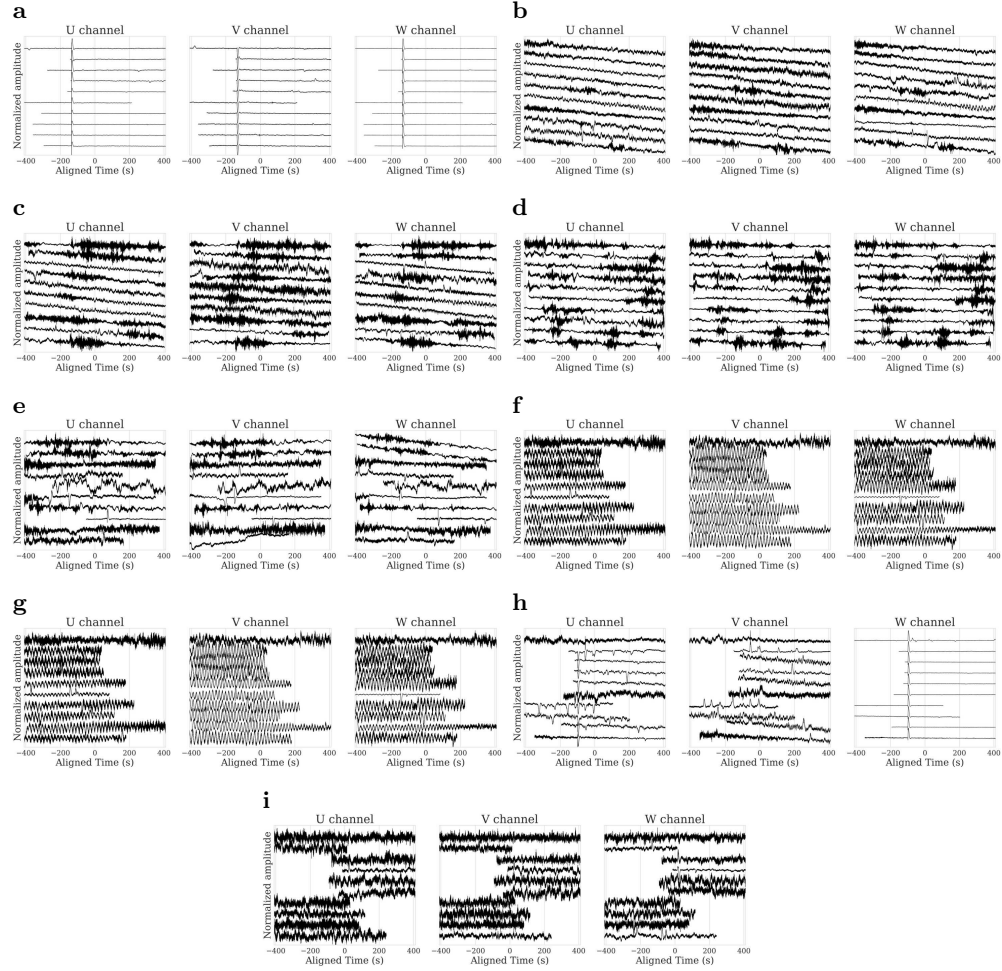 a
U channel V channel W channel
Normalized amplitude
−400 −200 0 200 400 −400 −200 0 200 400 −400 −200 0 200 400
Aligned Time (s) Aligned Time (s) Aligned Time (s)
b
U channel V channel W channel
Normalized amplitude
−400 −200 0 200 400 −400 −200 0 200 400 −400 −200 0 200 400
Aligned Time (s) Aligned Time (s) Aligned Time (s)
c
U channel V channel W channel
Normalized amplitude
−400 −200 0 200 400 −400 −200 0 200 400 −400 −200 0 200 400
Aligned Time (s) Aligned Time (s) Aligned Time (s)
d
U channel V channel W channel
Normalized amplitude
−400 −200 0 200 400 −400 −200 0 200 400 −400 −200 0 200 400
Aligned Time (s) Aligned Time (s) Aligned Time (s)
e
U channel V channel W channel
Normalized amplitude
−400 −200 0 200 400 −400 −200 0 200 400 −400 −200 0 200 400
Aligned Time (s) Aligned Time (s) Aligned Time (s)
f
U channel V channel W channel
Normalized amplitude
−400 −200 0 200 400 −400 −200 0 200 400 −400 −200 0 200 400
Aligned Time (s) Aligned Time (s) Aligned Time (s)
g
U channel V channel W channel
Normalized amplitude
−400 −200 0 200 400 −400 −200 0 200 400 −400 −200 0 200 400
Aligned Time (s) Aligned Time (s) Aligned Time (s)
h
U channel V channel W channel
Normalized amplitude
−400 −200 0 200 400 −400 −200 0 200 400 −400 −200 0 200 400
Aligned Time (s) Aligned Time (s) Aligned Time (s)
i
U channel V channel W channel
Normalized amplitude
−400 −200 0 200 400 −400 −200 0 200 400 −400 −200 0 200 400
Aligned Time (s) Aligned Time (s) Aligned Time (s)